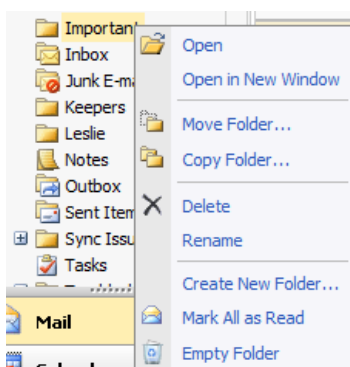 Important
Inbox
Junk E-ma
Keepers
Leslie
Notes
Outbox
Sent Item
Sync Issu
Tasks
Mail
Open
Open in New Window
Move Folder...
Copy Folder...
Delete
Rename
Create New Folder...
Mark All as Read
Empty Folder